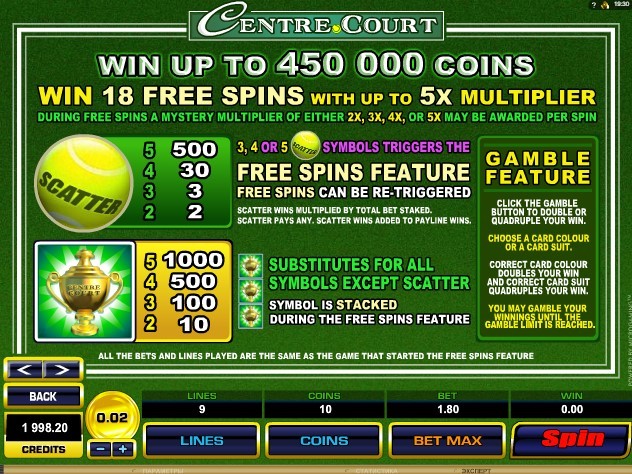 ? 19:30
CENTRE COURT
WIN UP TO 450 000 COINS
WIN 18 FREE SPINS WITH UP TO 5X MULTIPLIER
DURING FREE SPINS A MYSTERY MULTIPLIER OF EITHER 2X, 3X, 4X, OR 5X MAY BE AWARDED PER SPIN
SCATTER
5 500
4 30
3 3
2 2
3, 4 OR 5 SCATTER SYMBOLS TRIGGERS THE
FREE SPINS FEATURE
FREE SPINS CAN BE RE-TRIGGERED
SCATTER WINS MULTIPLIED BY TOTAL BET STAKED.
SCATTER PAYS ANY. SCATTER WINS ADDED TO PAYLINE WINS.
CENTRE
COURT
5 1000
4 500
3 100
2 10
SUBSTITUTES FOR ALL
SYMBOLS EXCEPT SCATTER
SYMBOL IS STACKED
DURING THE FREE SPINS FEATURE
GAMBLE
FEATURE
CLICK THE GAMBLE
BUTTON TO DOUBLE OR
QUADRUPLE YOUR WIN.
CHOOSE A CARD COLOUR
OR A CARD SUIT.
CORRECT CARD COLOUR
DOUBLES YOUR WIN
AND CORRECT CARD SUIT
QUADRUPLES YOUR WIN.
YOU MAY GAMBLE YOUR
WINNINGS UNTIL THE
GAMBLE LIMIT IS REACHED.
ALL THE BETS AND LINES PLAYED ARE THE SAME AS THE GAME THAT STARTED THE FREE SPINS FEATURE
< >
BACK
1 998.20
CREDITS
0.02
− +
LINES
9
COINS
10
BET
1.80
WIN
0.00
LINES
COINS
BET MAX
Spin
ПАРАМЕТРЫ
СТАТИСТИКА
ЭКСПЕРТ